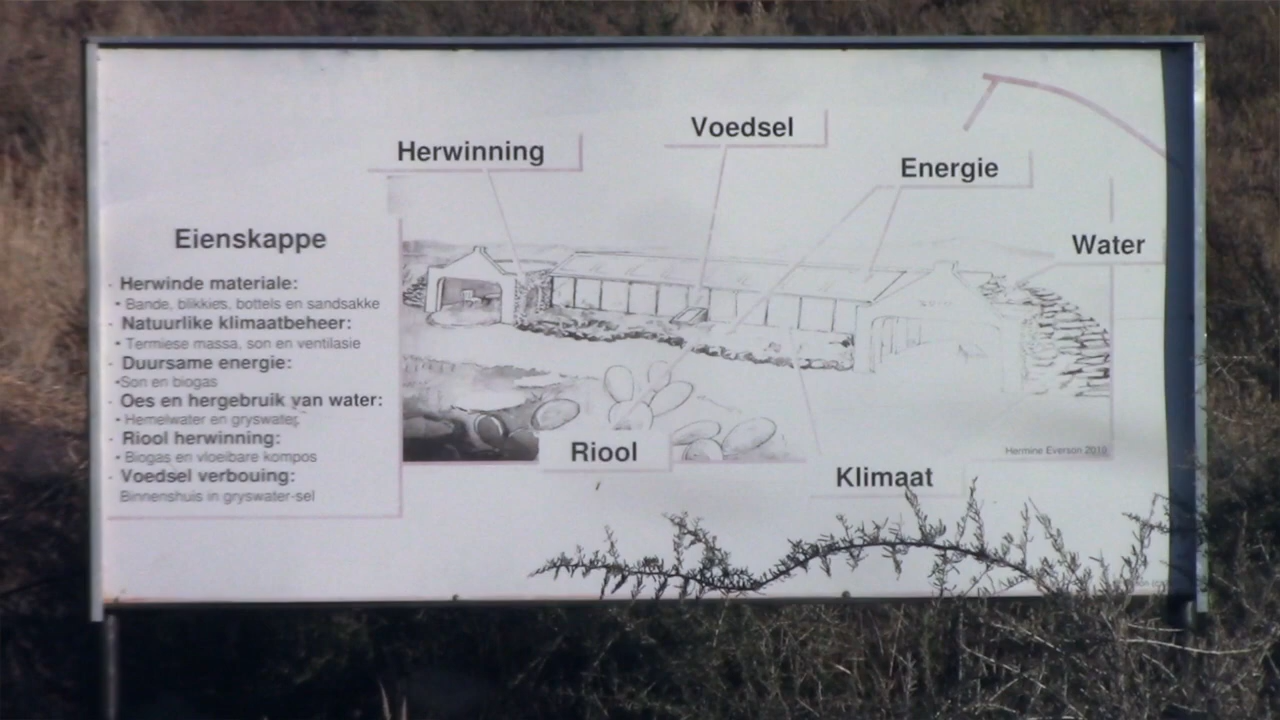 Voedsel
Herwinning
Energie
Water
Eienskappe
· Herwinde materiale:
• Bande, blikkies, bottels en sandsakke
· Natuurlike klimaatbeheer:
• Termiese massa, son en ventilasie
· Duursame energie:
•Son en biogas
· Oes en hergebruik van water:
• Hemelwater en gryswater
· Riool herwinning:
• Biogas en vloeibare kompos
· Voedsel verbouing:
Binnenshuis in gryswater-sel
Riool
Klimaat
Hermine Everson 2010